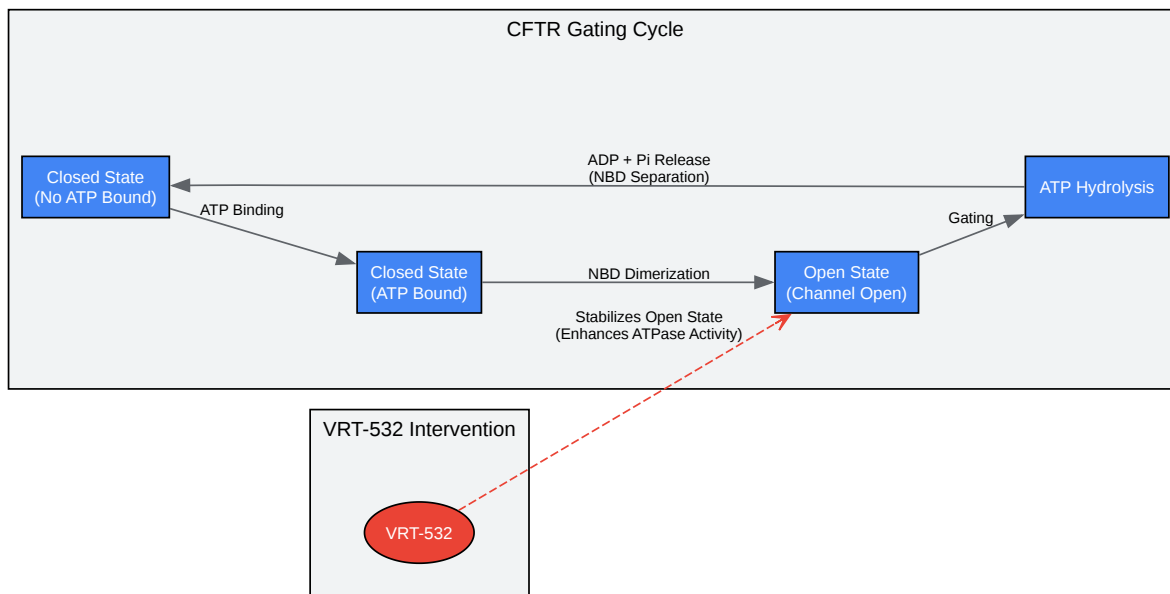 CFTR Gating Cycle
ADP + Pi Release
(NBD Separation)
Closed State
(No ATP Bound)
ATP Hydrolysis
ATP Binding
Gating
Closed State
(ATP Bound)
NBD Dimerization
Open State
(Channel Open)
Stabilizes Open State
(Enhances ATPase Activity)
VRT-532 Intervention
VRT-532